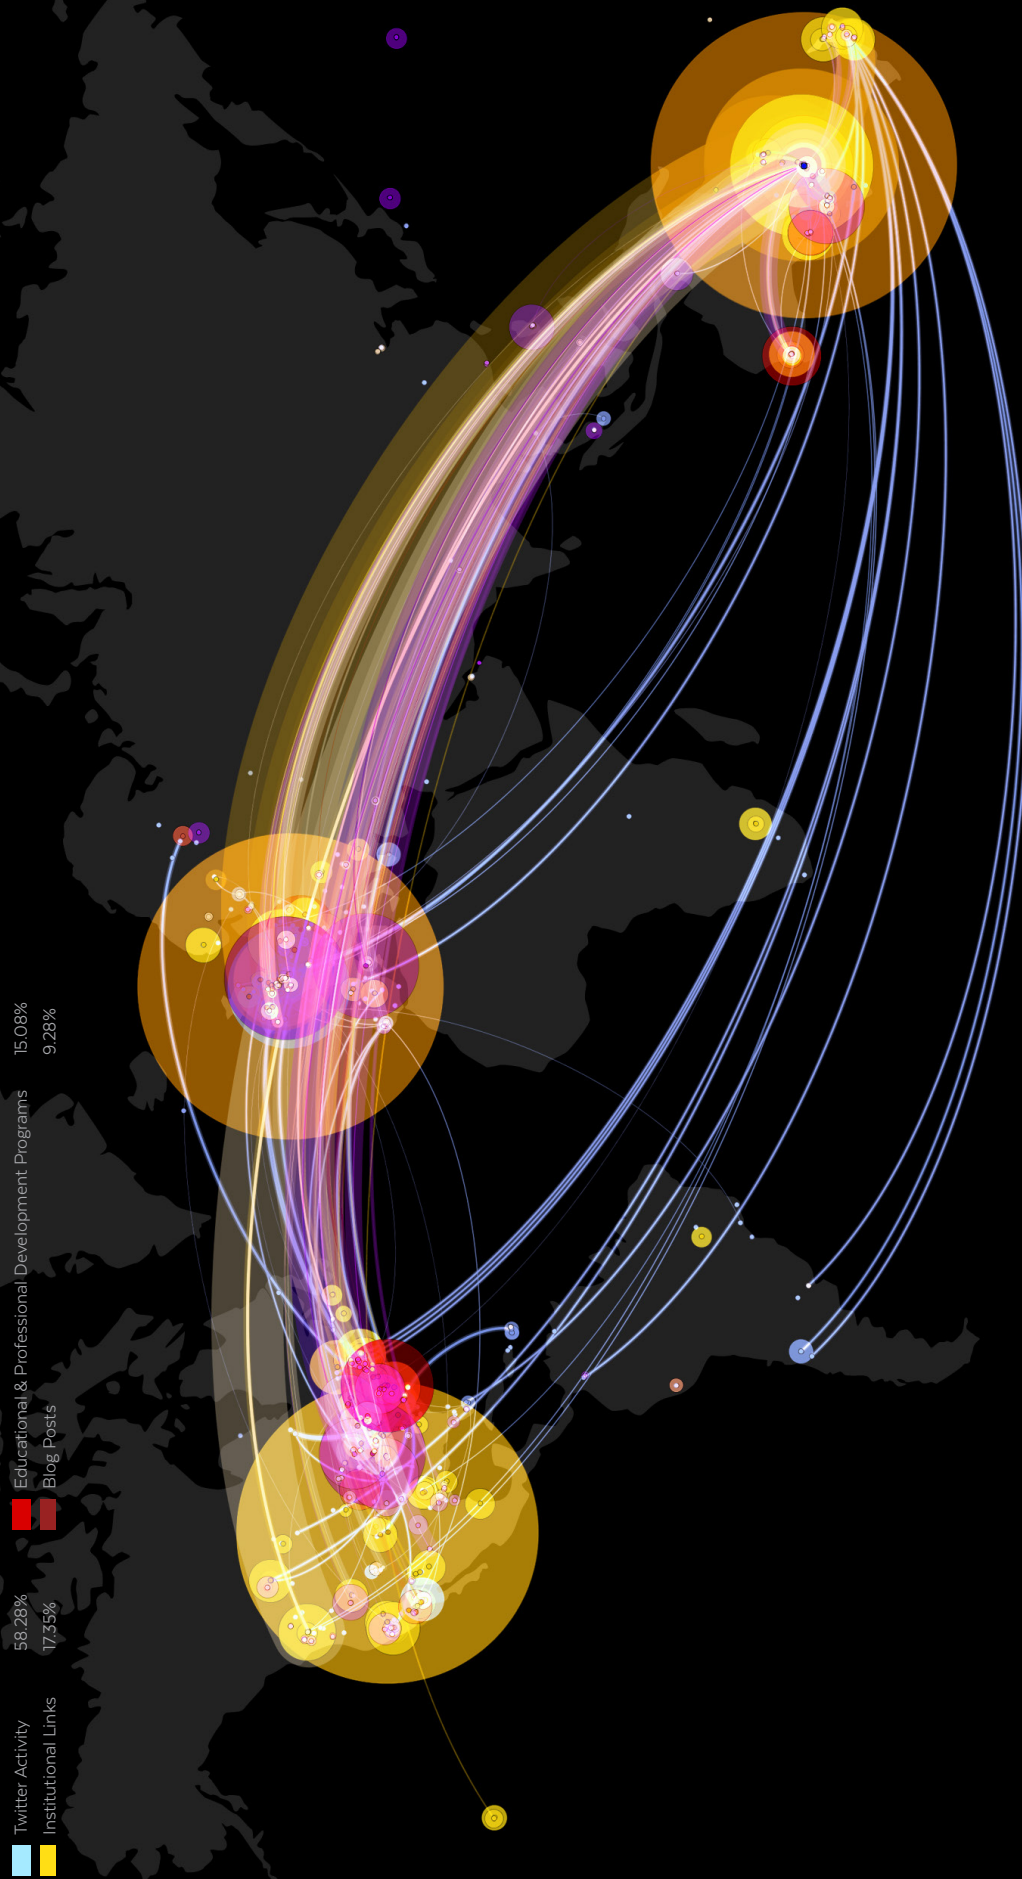 Twitter Activity 58.28%
Educational & Professional Development Programs 15.08%
Institutional Links 17.35%
Blog Posts 9.28%